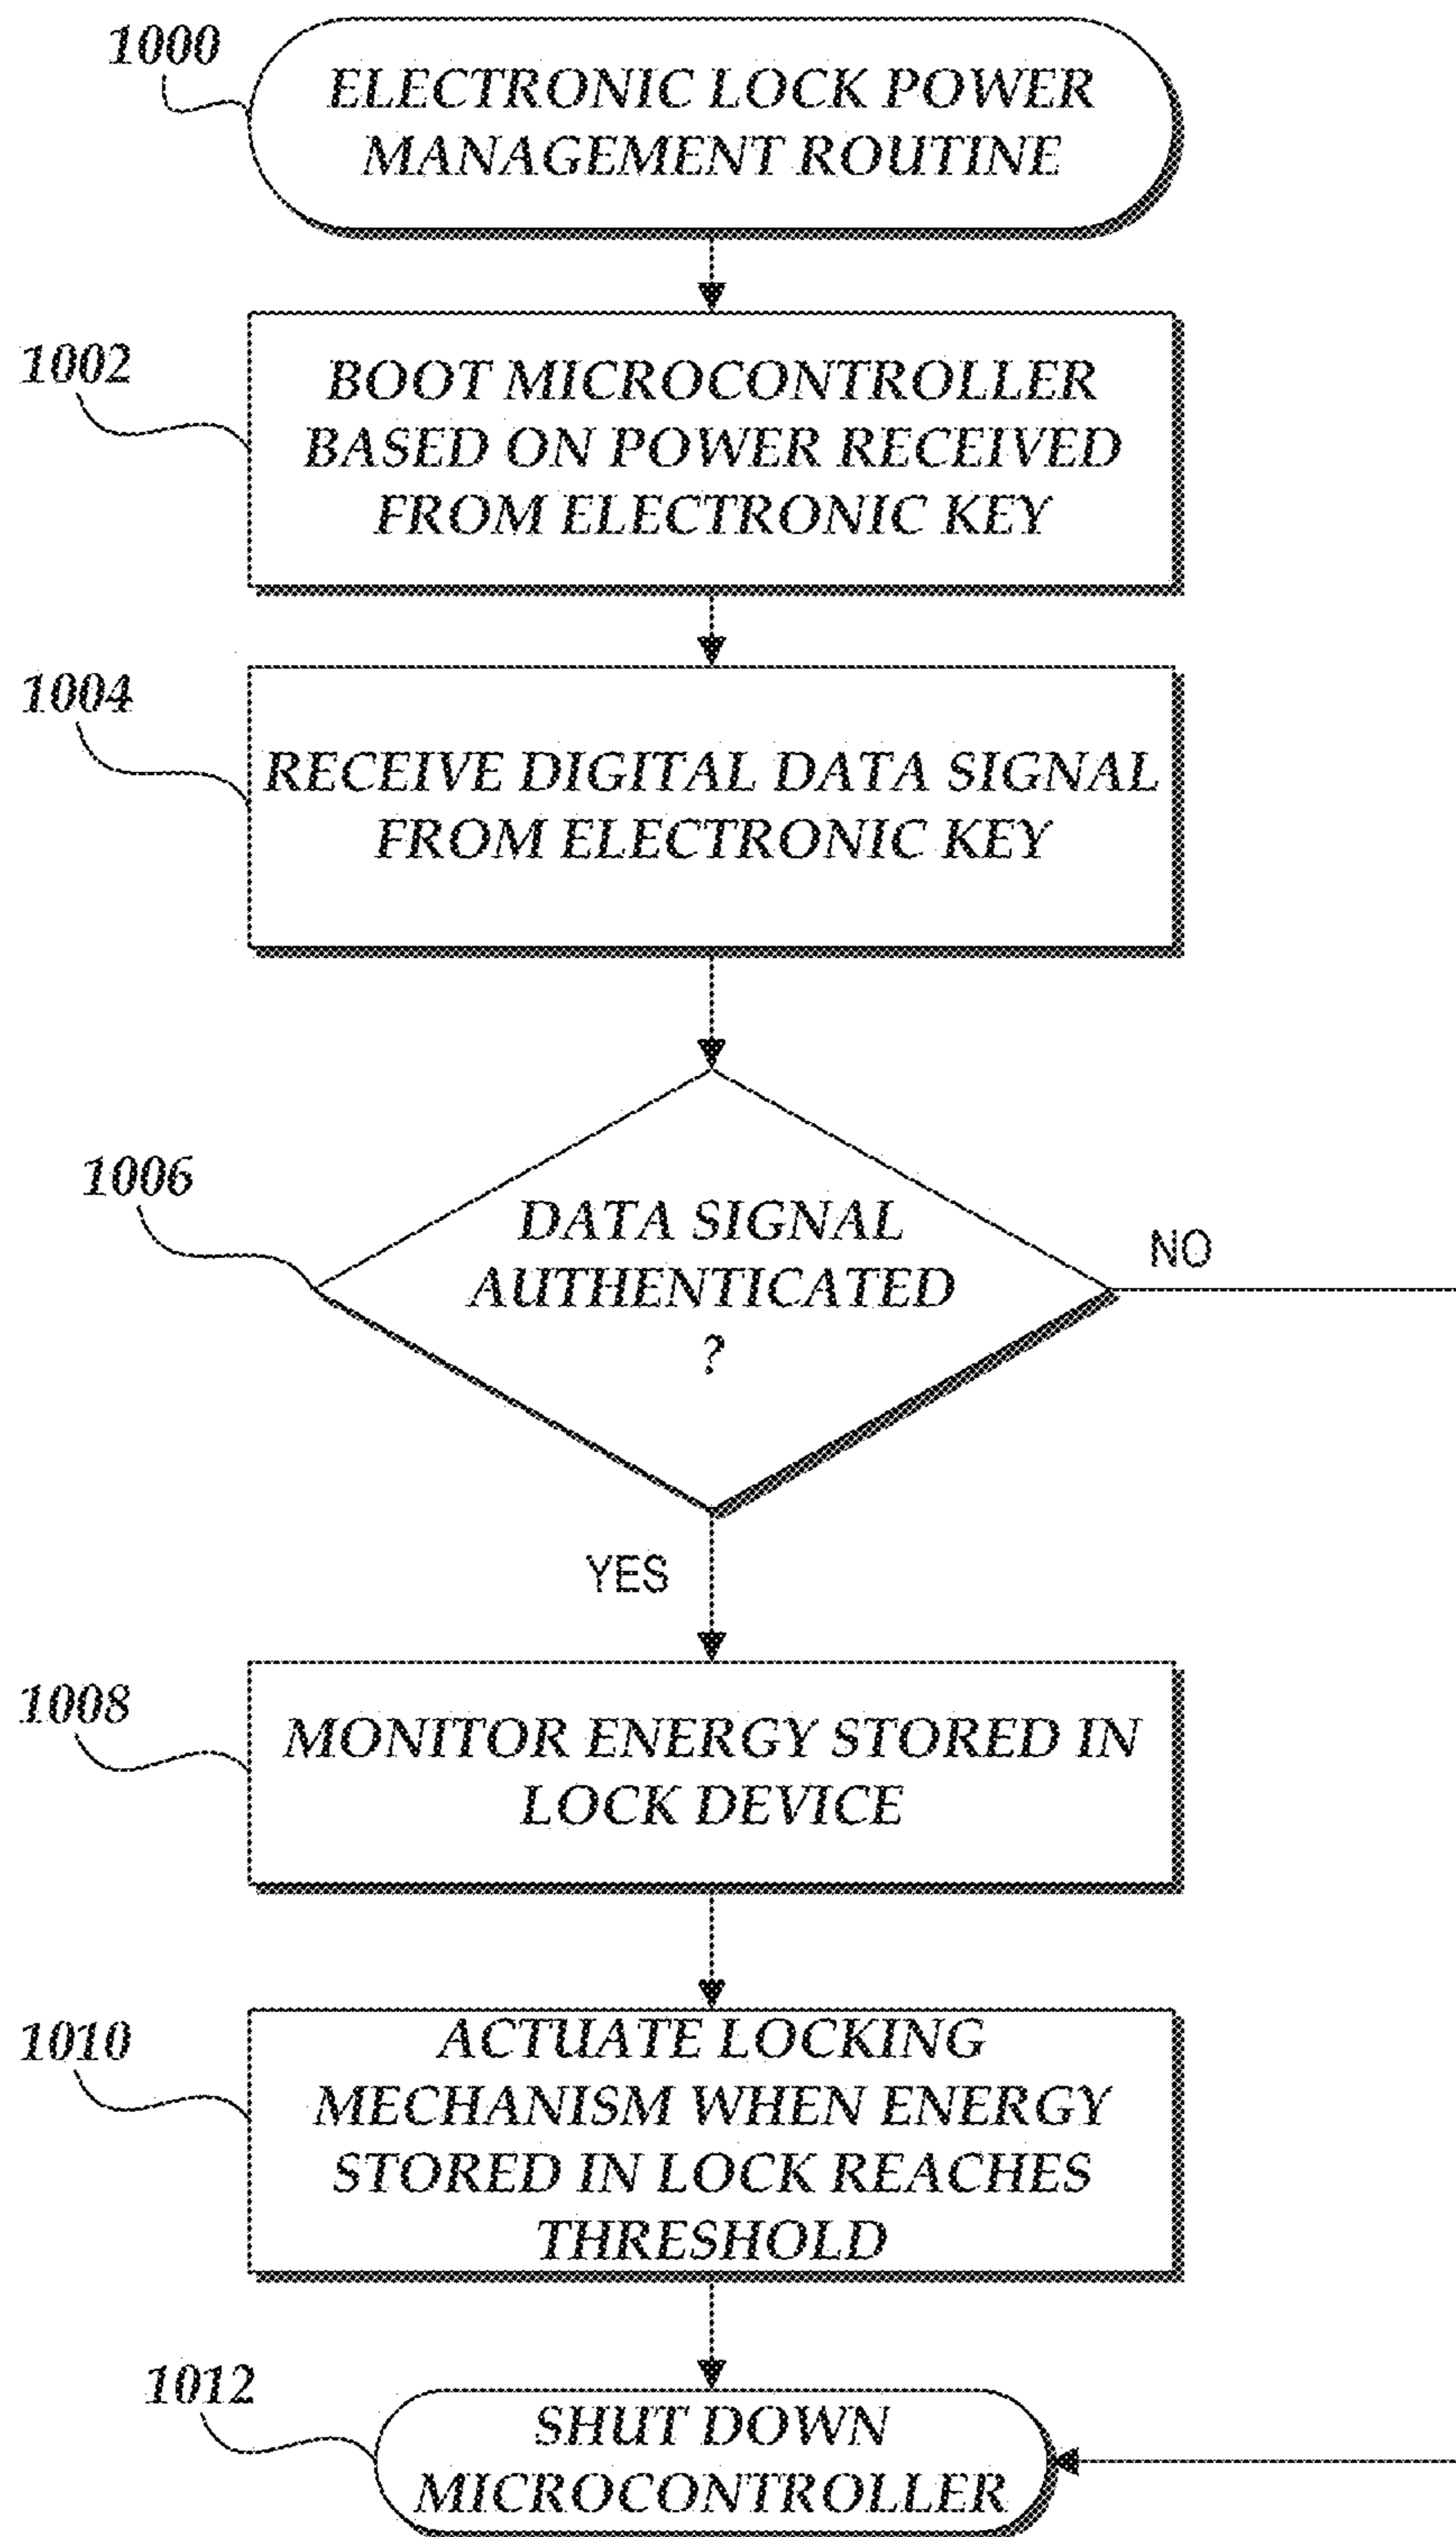 1000
ELECTRONIC LOCK POWER
MANAGEMENT ROUTINE
1002
BOOT MICROCONTROLLER
BASED ON POWER RECEIVED
FROM ELECTRONIC KEY
1004
RECEIVE DIGITAL DATA SIGNAL
FROM ELECTRONIC KEY
1006
DATA SIGNAL
AUTHENTICATED
?
NO
YES
1008
MONITOR ENERGY STORED IN
LOCK DEVICE
1010
ACTUATE LOCKING
MECHANISM WHEN ENERGY
STORED IN LOCK REACHES
THRESHOLD
1012
SHUT DOWN
MICROCONTROLLER